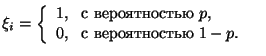 ξᵢ = { 1, с вероятностью p,
0, с вероятностью 1 − p.